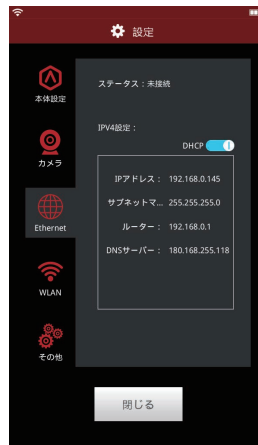 設定
本体設定
カメラ
Ethernet
WLAN
その他
ステータス：未接続
IPV4設定：
DHCP
IPアドレス： 192.168.0.145
サブネットマ... 255.255.255.0
ルーター： 192.168.0.1
DNSサーバー： 180.168.255.118
閉じる